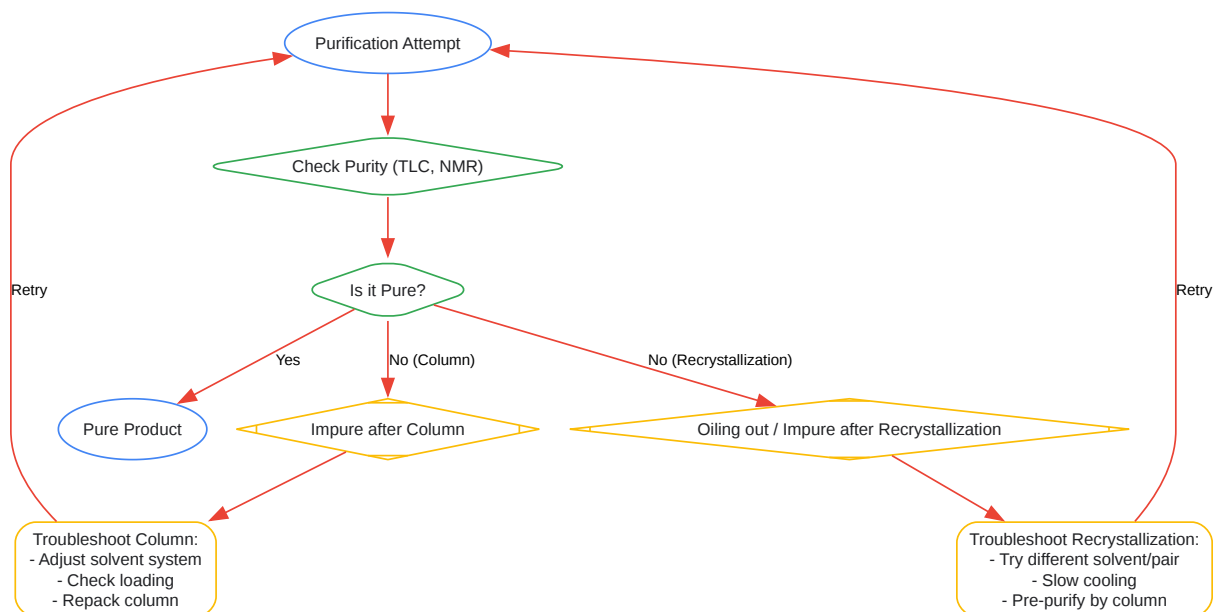 Purification Attempt
Check Purity (TLC, NMR)
Is it Pure?
Retry
Retry
Yes
No (Column)
No (Recrystallization)
Pure Product
Impure after Column
Oiling out / Impure after Recrystallization
Troubleshoot Column:
- Adjust solvent system
- Check loading
- Repack column
Troubleshoot Recrystallization:
- Try different solvent/pair
- Slow cooling
- Pre-purify by column